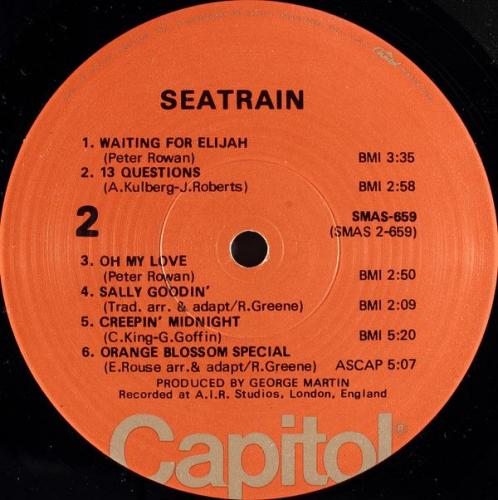 SEATRAIN
1. WAITING FOR ELIJAH
(Peter Rowan) BMI 3:35
2. 13 QUESTIONS
(A.Kulberg-J.Roberts) BMI 2:58
2 SMAS-659
(SMAS 2-659)
3. OH MY LOVE
(Peter Rowan) BMI 2:50
4. SALLY GOODIN'
(Trad. arr. & adapt/R.Greene) BMI 2:09
5. CREEPIN' MIDNIGHT
(C.King-G.Goffin) BMI 5:20
6. ORANGE BLOSSOM SPECIAL
(E.Rouse arr.& adapt/R.Greene) ASCAP 5:07
PRODUCED BY GEORGE MARTIN
Recorded at A.I.R. Studios, London, England
Capitol®